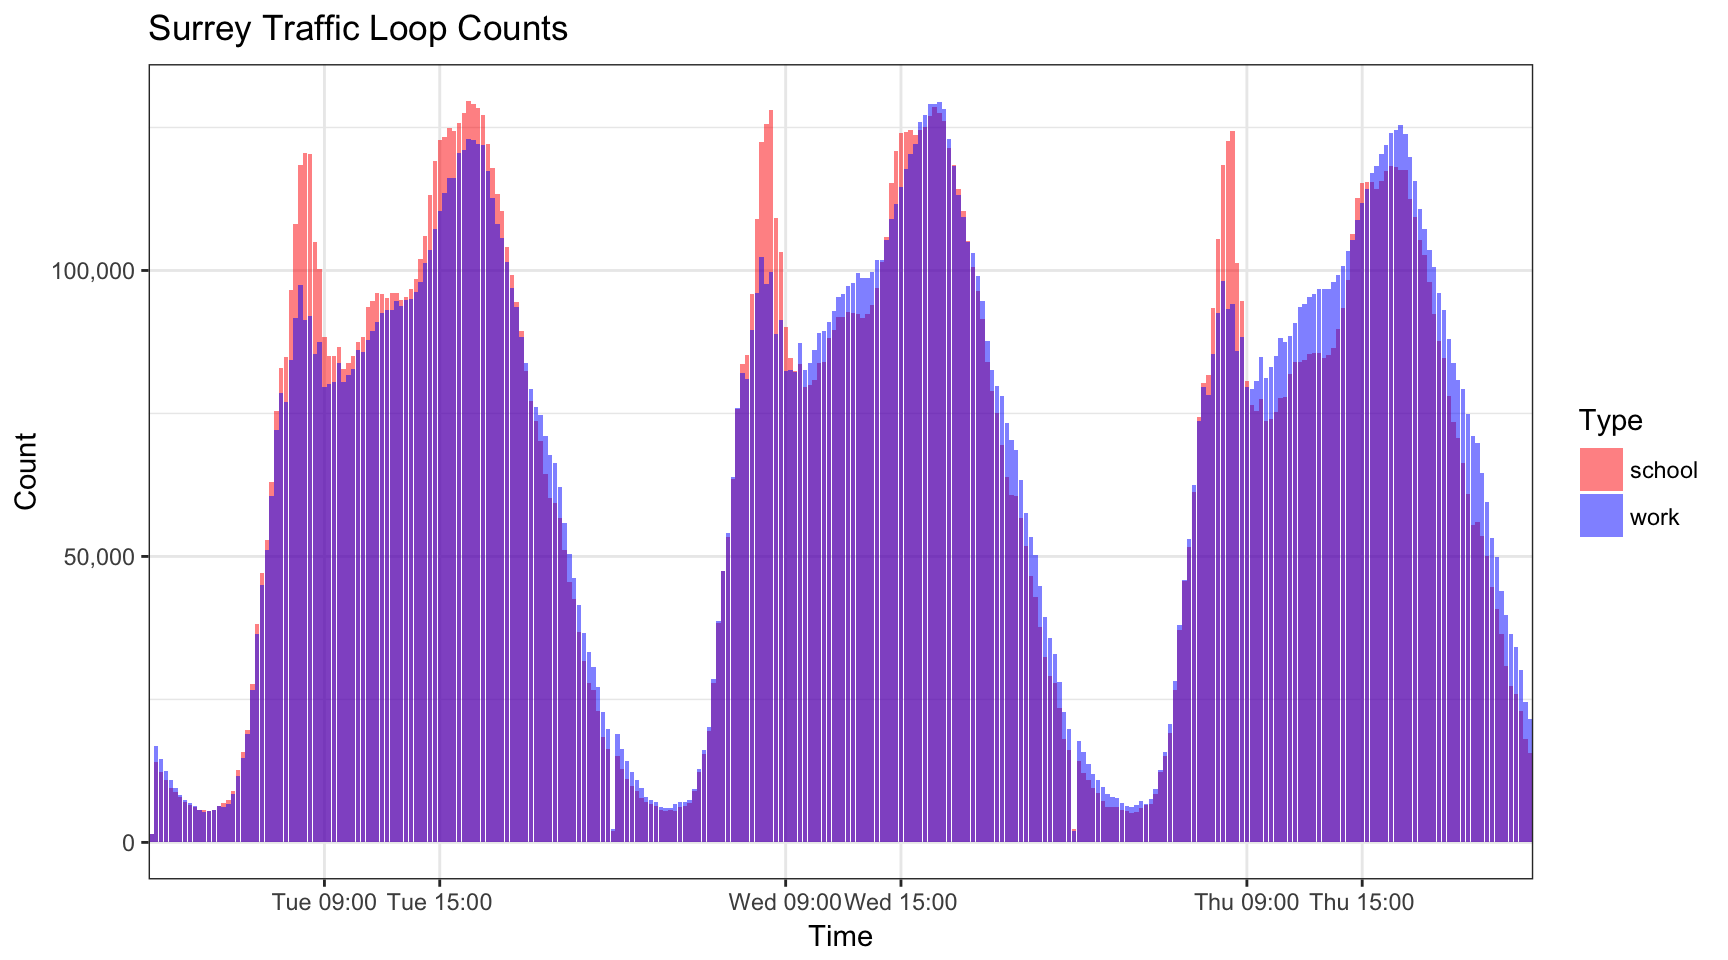 Surrey Traffic Loop Counts
Count
100,000
50,000
0
Tue 09:00 Tue 15:00 Wed 09:00 Wed 15:00 Thu 09:00 Thu 15:00
Time
Type
school
work